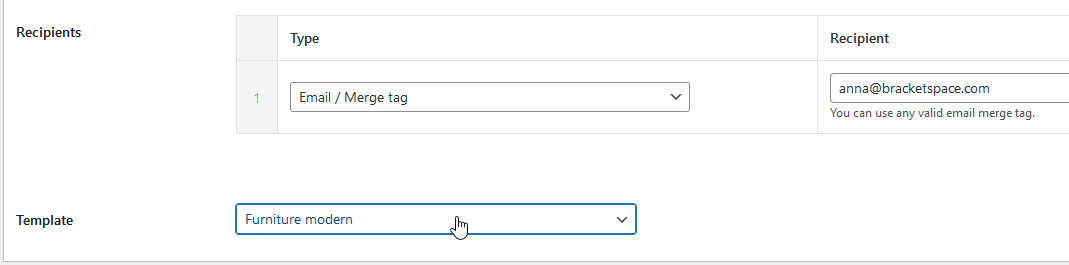 Recipients
Type
Recipient
1
Email / Merge tag
anna@bracketspace.com
You can use any valid email merge tag.
Template
Furniture modern